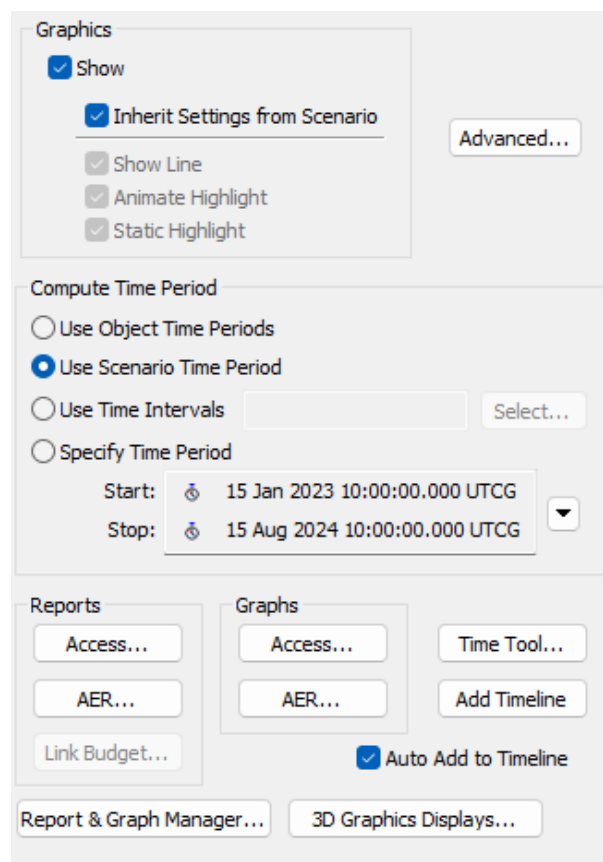 Graphics
Show
Inherit Settings from Scenario
Advanced...
Show Line
Animate Highlight
Static Highlight
Compute Time Period
Use Object Time Periods
Use Scenario Time Period
Use Time Intervals Select...
Specify Time Period
Start: 15 Jan 2023 10:00:00.000 UTCG
Stop: 15 Aug 2024 10:00:00.000 UTCG
Reports Graphs
Access... Access... Time Tool...
AER... AER... Add Timeline
Link Budget... Auto Add to Timeline
Report & Graph Manager... 3D Graphics Displays...